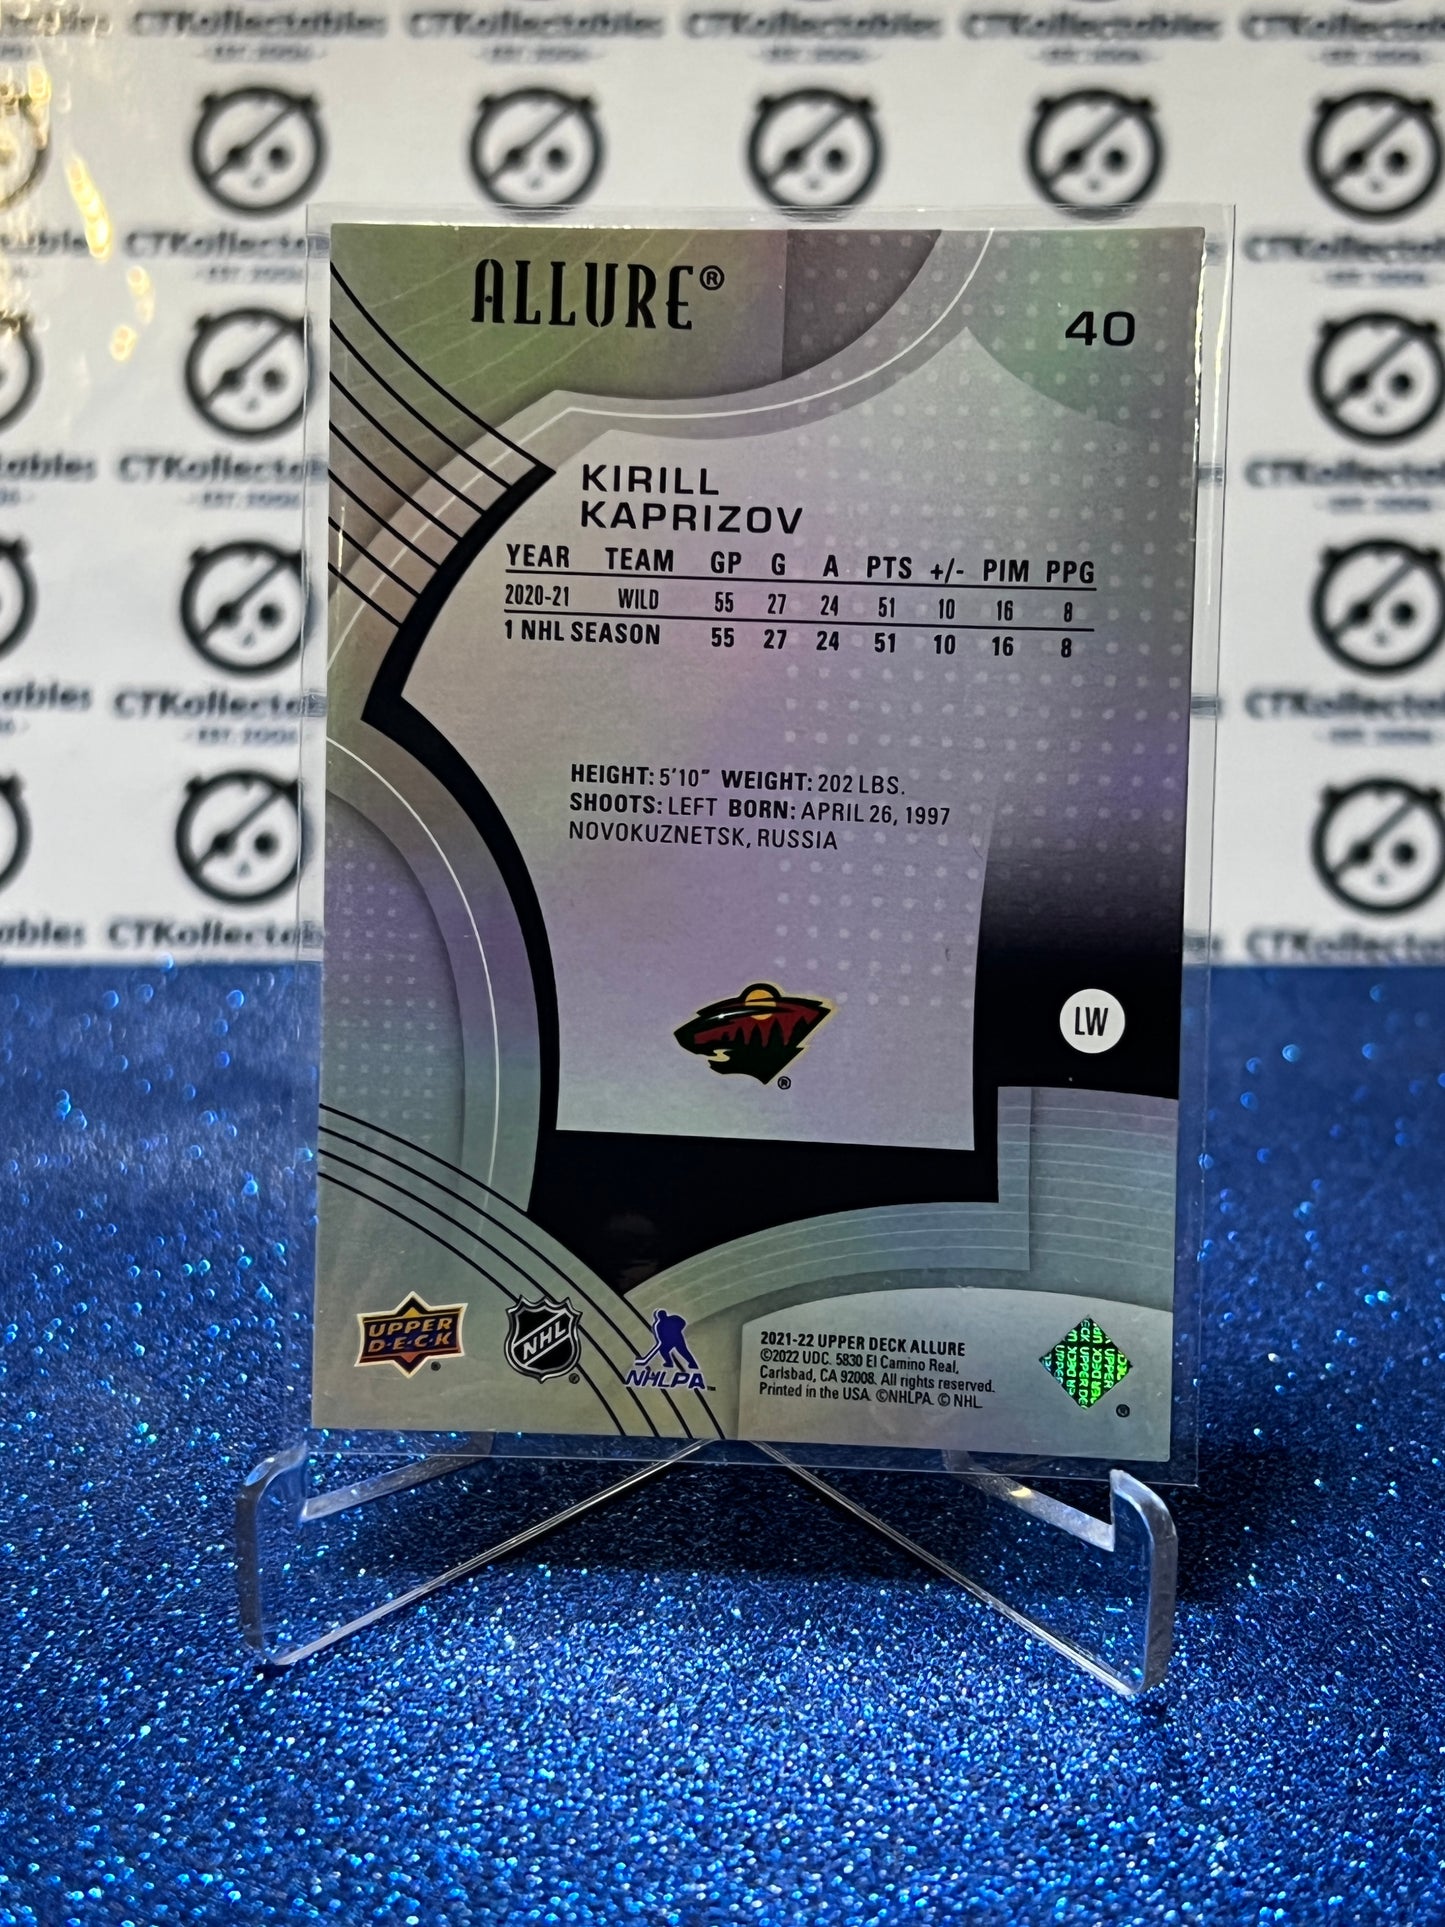 CTKollectables CTKollectables CTKollectables
ALLURE®
40
KIRILL
KAPRIZOV
YEAR TEAM GP G A PTS +/- PIM PPG
2020-21 WILD 55 27 24 51 10 16 8
1 NHL SEASON 55 27 24 51 10 16 8
HEIGHT: 5'10" WEIGHT: 202 LBS.
SHOOTS: LEFT BORN: APRIL 26, 1997
NOVOKUZNETSK, RUSSIA
LW
®
UPPER
D·E·C·K
®
NHL
NHLPA
2021-22 UPPER DECK ALLURE
©2022 UDC. 5830 El Camino Real,
Carlsbad, CA 92008. All rights reserved.
Printed in the USA. ©NHLPA. © NHL.
®